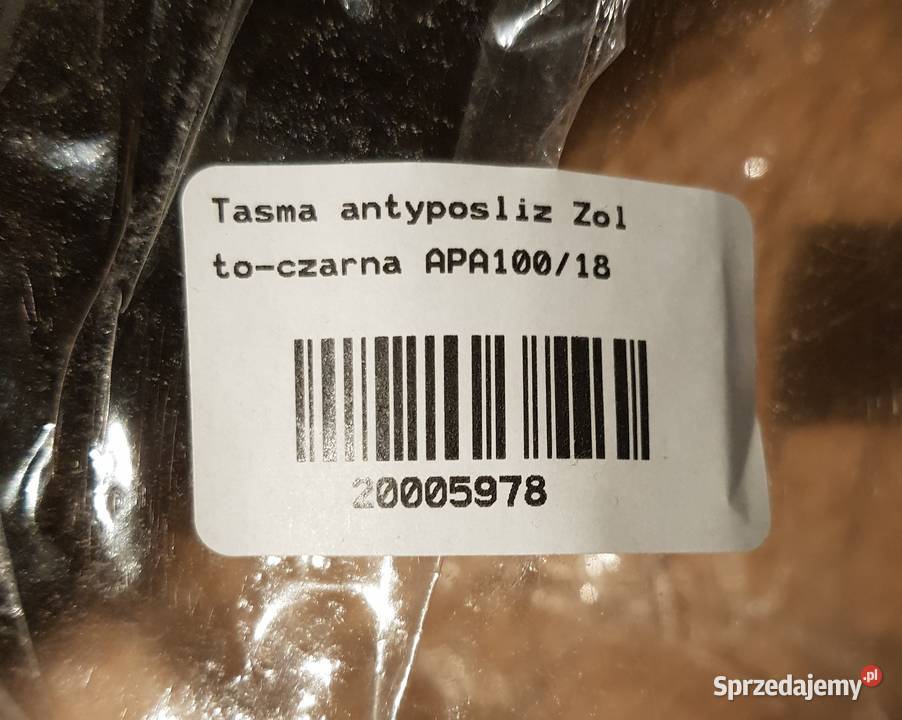 Tasma antyposliz Zol
to-czarna APA100/18
20005978
Sprzedajemy.pl